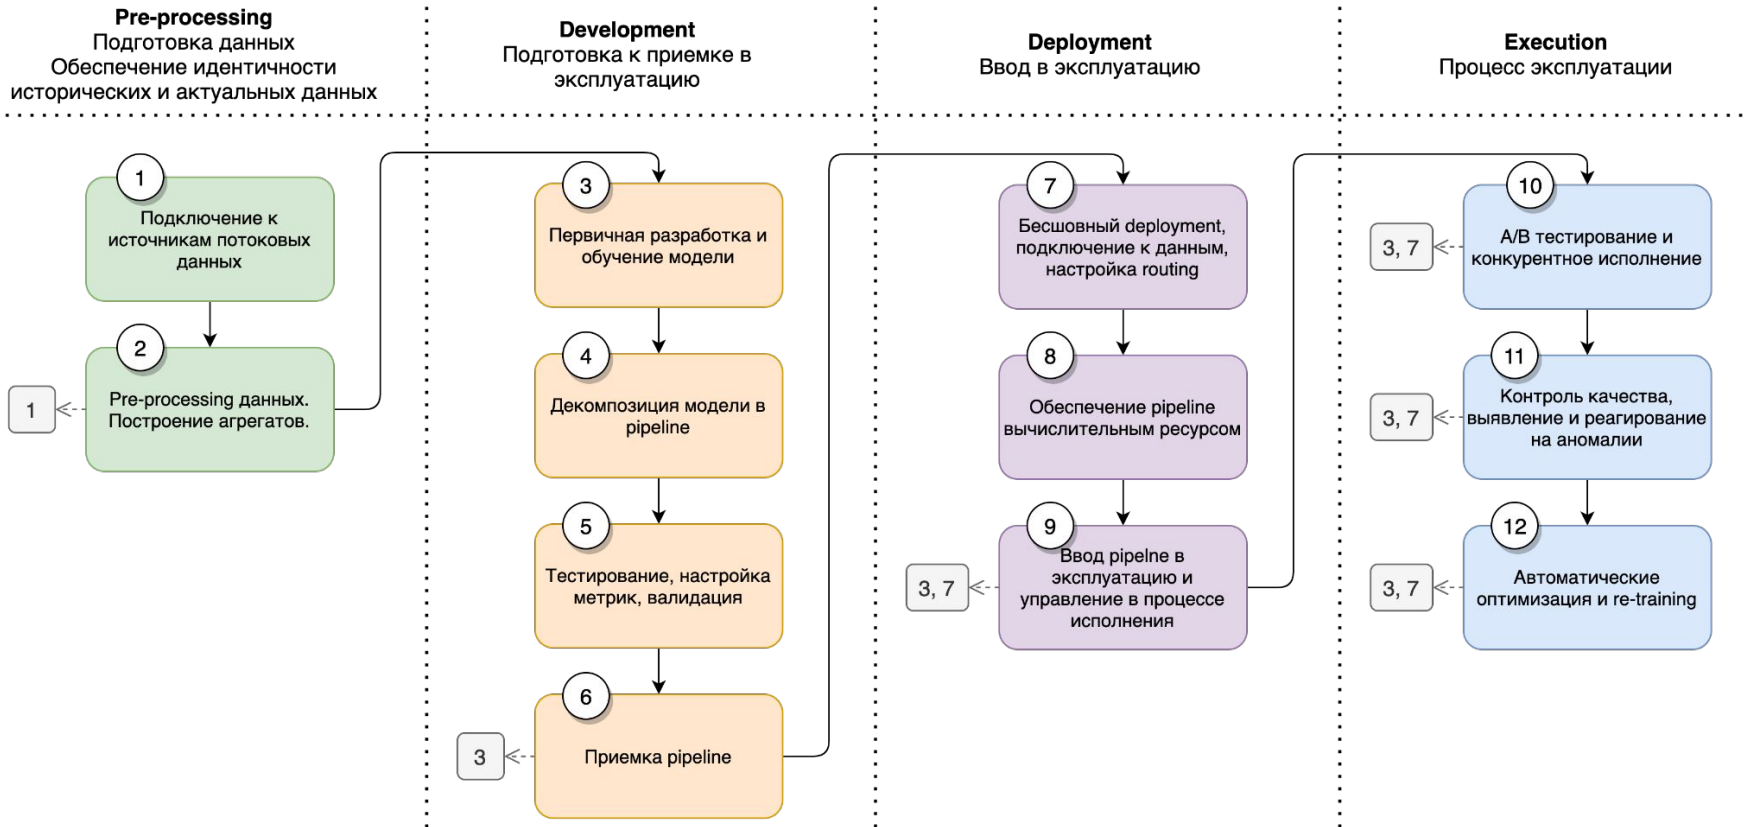 Pre-processing
Подготовка данных
Обеспечение идентичности
исторических и актуальных данных
Development
Подготовка к приемке в
эксплуатацию
Deployment
Ввод в эксплуатацию
Execution
Процесс эксплуатации
1
Подключение к
источникам потоковых
данных
2
Pre-processing данных.
Построение агрегатов.
1
3
Первичная разработка и
обучение модели
4
Декомпозиция модели в
pipeline
5
Тестирование, настройка
метрик, валидация
6
Приемка pipeline
3
7
Бесшовный deployment,
подключение к данным,
настройка routing
8
Обеспечение pipeline
вычислительным ресурсом
9
Ввод pipelne в
эксплуатацию и
управление в процессе
исполнения
3, 7
10
A/B тестирование и
конкурентное исполнение
3, 7
11
Контроль качества,
выявление и реагирование
на аномалии
3, 7
12
Автоматические
оптимизация и re-training
3, 7